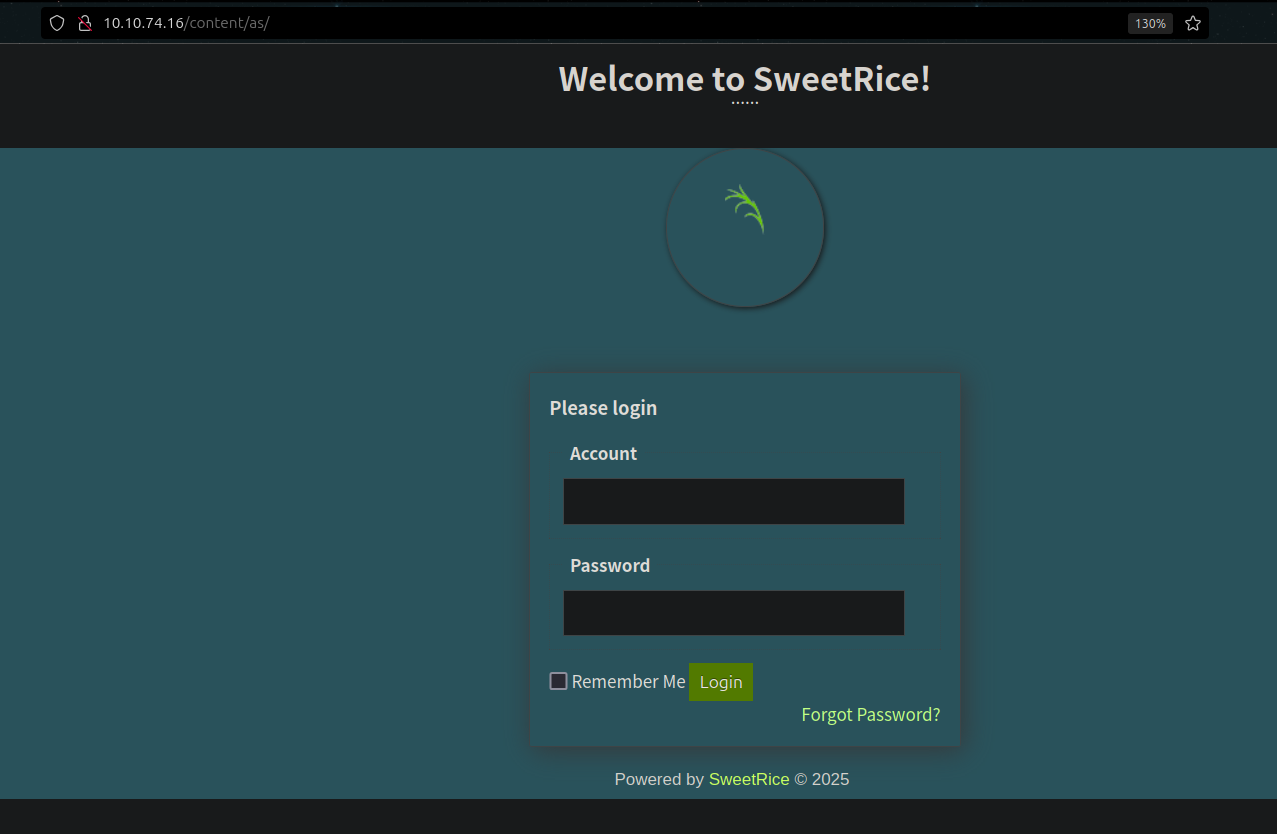 10.10.74.16/content/as/ 130%
Welcome to SweetRice!
......
Please login
Account
Password
Remember Me Login
Forgot Password?
Powered by SweetRice © 2025